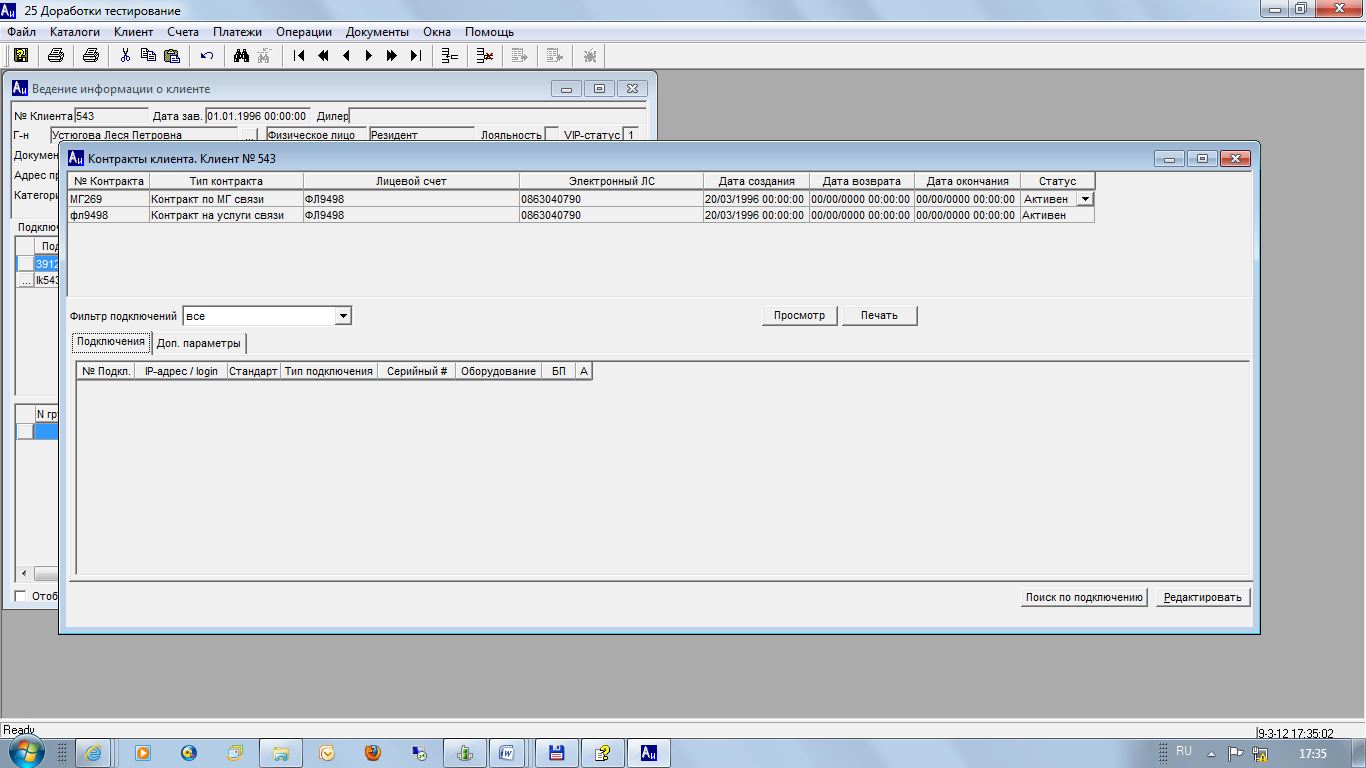 25 Доработки тестирование
Файл Каталоги Клиент Счета Платежи Операции Документы Окна Помощь
Ведение информации о клиенте
№ Клиента 543 Дата зав. 01.01.1996 00:00:00 Дилер
Г-н Устюгова Леся Петровна ... Физическое лицо Резидент Лояльность VIP-статус 1
Докумен
Адрес пр
Категори
Подключ
Под
3912
... lk543
N гру
Отоб
Контракты клиента. Клиент № 543
№ Контракта Тип контракта Лицевой счет Электронный ЛС Дата создания Дата возврата Дата окончания Статус
МГ269 Контракт по МГ связи ФЛ9498 0863040790 20/03/1996 00:00:00 00/00/0000 00:00:00 00/00/0000 00:00:00 Активен
фл9498 Контракт на услуги связи ФЛ9498 0863040790 20/03/1996 00:00:00 00/00/0000 00:00:00 00/00/0000 00:00:00 Активен
Фильтр подключений все Просмотр Печать
Подключения Доп. параметры
№ Подкл. IP-адрес / login Стандарт Тип подключения Серийный # Оборудование БП А
Поиск по подключению Редактировать
Ready 9-3-12 17:35:02
RU 17:35